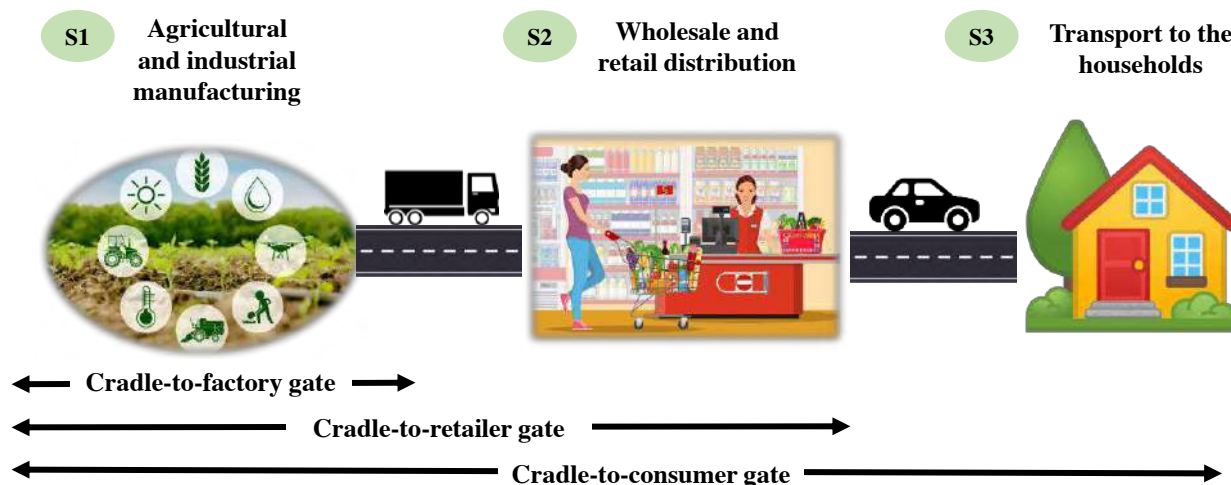 S1
Agricultural
and industrial
manufacturing
S2
Wholesale and
retail distribution
S3
Transport to the
households
Cradle-to-factory gate
Cradle-to-retailer gate
Cradle-to-consumer gate